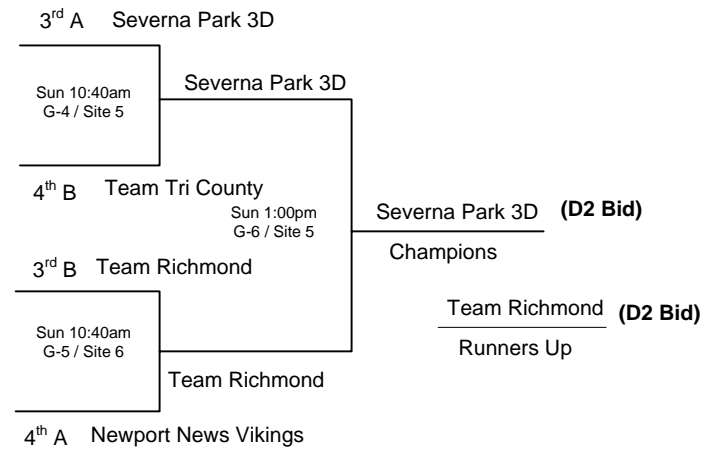 3rd A Severna Park 3D
Sun 10:40am
G-4 / Site 5
Severna Park 3D
4th B Team Tri County
Sun 1:00pm
G-6 / Site 5
Severna Park 3D (D2 Bid)
Champions
3rd B Team Richmond
Sun 10:40am
G-5 / Site 6
Team Richmond (D2 Bid)
Runners Up
Team Richmond
4th A Newport News Vikings